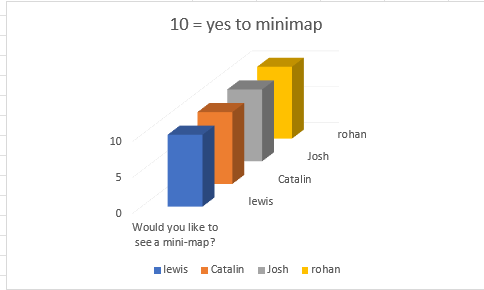 10 = yes to minimap
10
5
0
rohan
Josh
Catalin
lewis
Would you like to
see a mini-map?
lewis Catalin Josh rohan